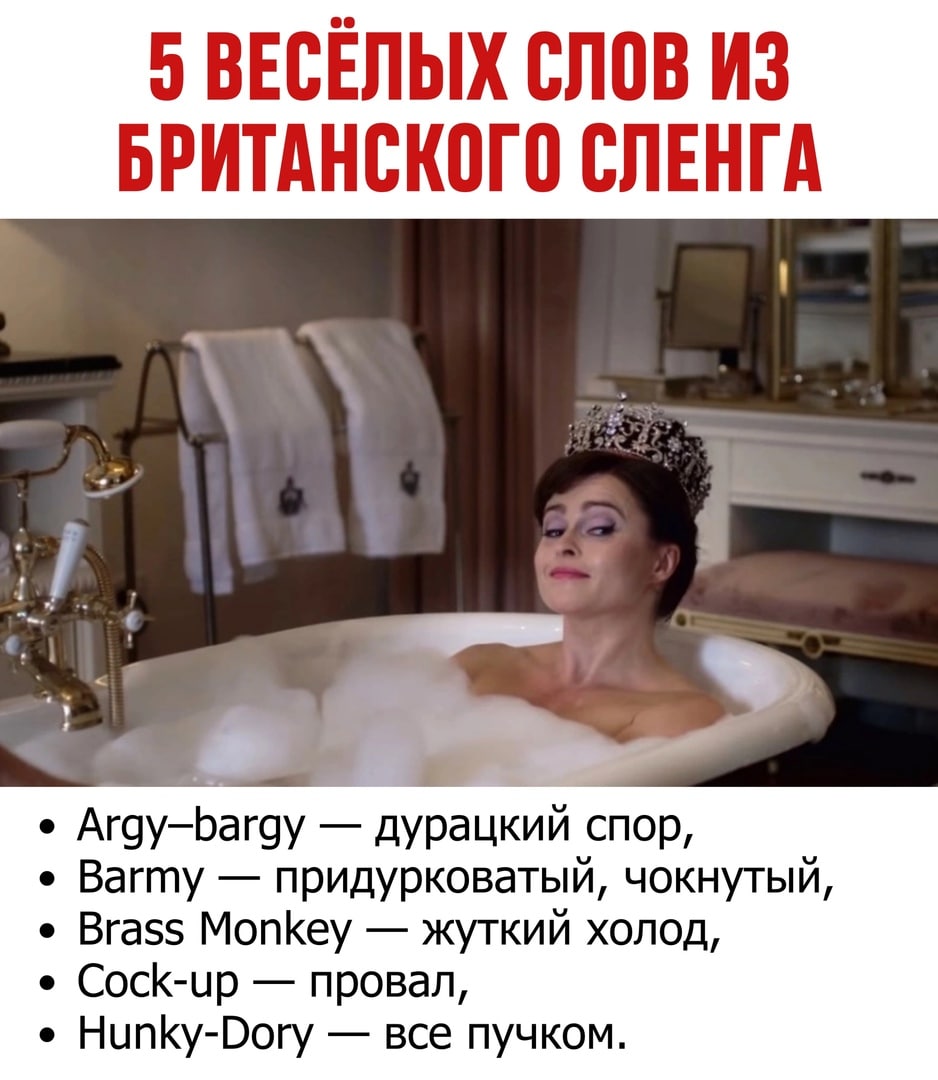 5 ВЕСЁЛЫХ СЛОВ ИЗ
БРИТАНСКОГО СЛЕНГА
• Argy–bargy — дурацкий спор,
• Barmy — придурковатый, чокнутый,
• Brass Monkey — жуткий холод,
• Cock-up — провал,
• Hunky-Dory — все пучком.